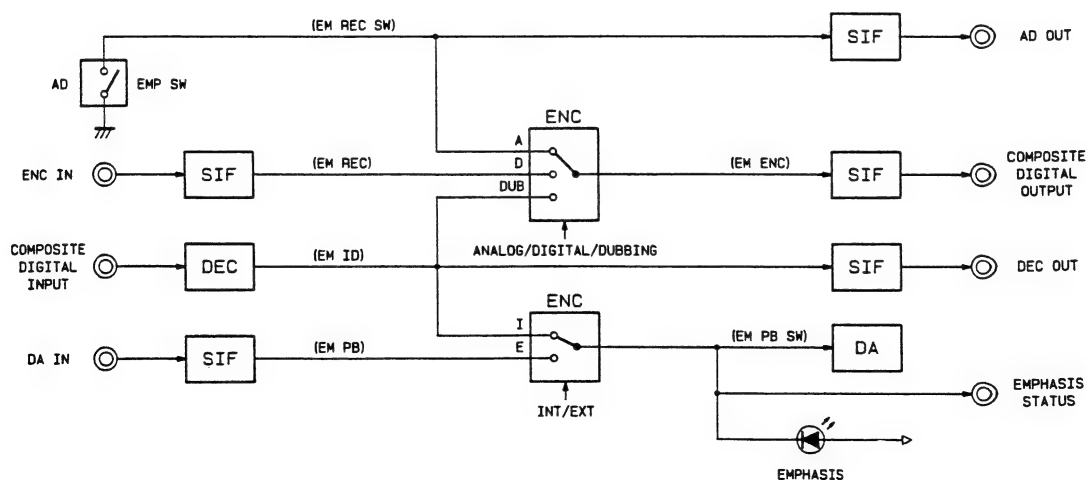 (EM REC SW)
SIF
AD OUT
AD
EMP SW
ENC
A
D
DUB
ENC IN
SIF
(EM REC)
(EM ENC)
SIF
COMPOSITE
DIGITAL
OUTPUT
ANALOG/DIGITAL/DUBBING
COMPOSITE
DIGITAL
INPUT
DEC
(EM ID)
SIF
DEC OUT
ENC
I
E
DA IN
SIF
(EM PB)
(EM PB SW)
DA
INT/EXT
EMPHASIS
STATUS
EMPHASIS